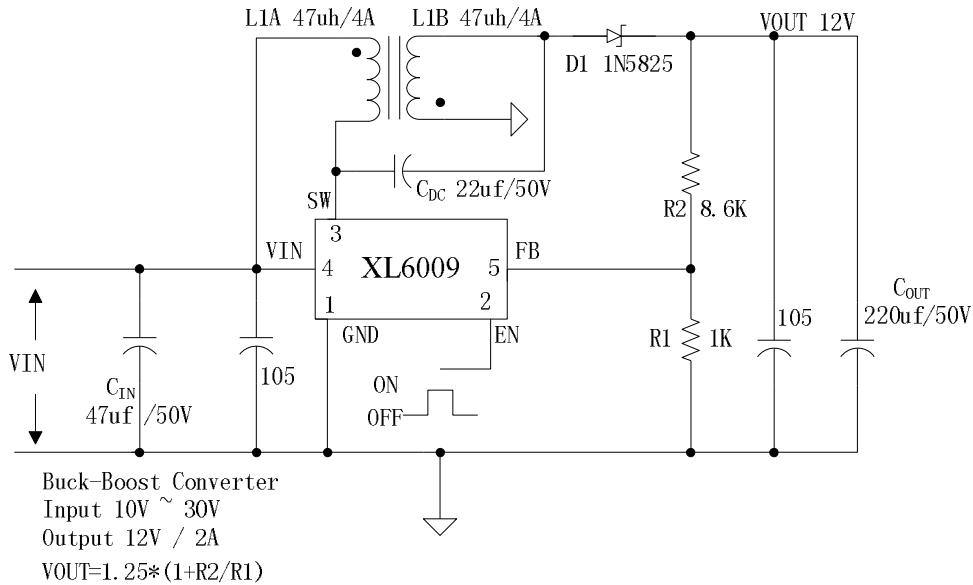 L1A 47uh/4A
L1B 47uh/4A
VOUT 12V
D1 1N5825
CDC 22uf/50V
SW
3
R2 8.6K
VIN
4
XL6009
5
FB
1
2
GND
EN
COUT
220uf/50V
105
R1 1K
VIN
105
CIN
47uf /50V
ON
OFF
Buck-Boost Converter
Input 10V ~ 30V
Output 12V / 2A
VOUT=1.25*(1+R2/R1)